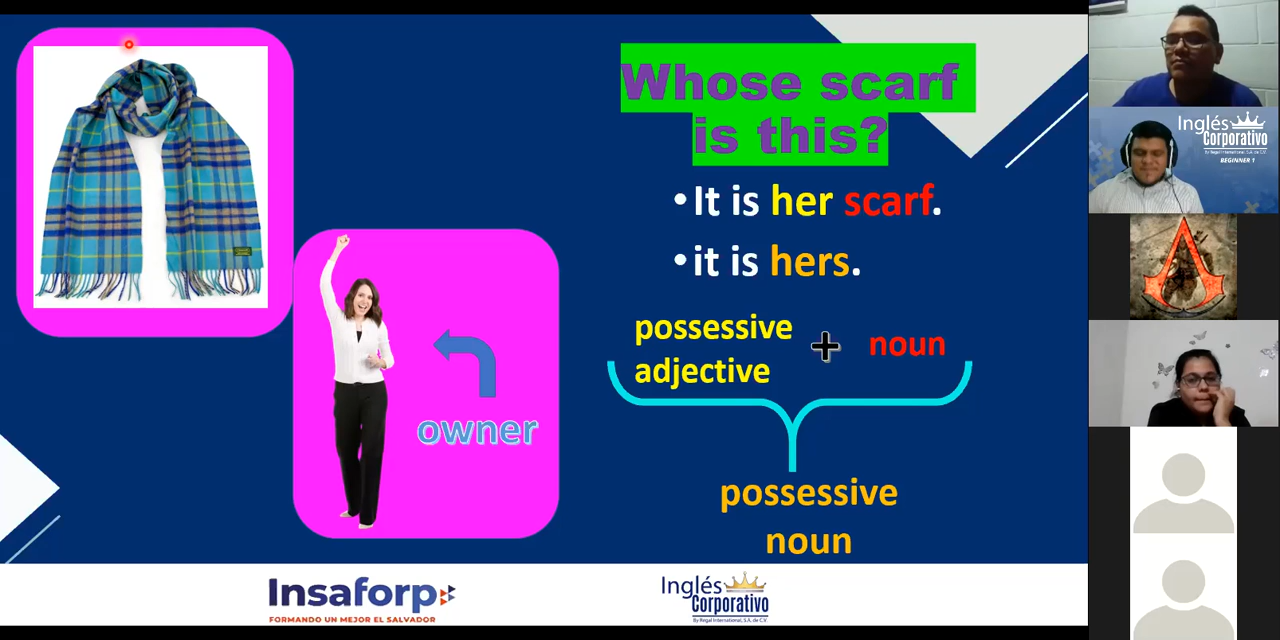 Whose scarf
is this?
•It is her scarf.
•it is hers.
possessive
adjective
+
noun
owner
possessive
noun
Insaforp
FORMANDO UN MEJOR EL SALVADOR
Inglés
Corporativo
By Regal International, S.A. de C.V.
Inglés
Corporativo
By Regal International, S.A. de C.V.
BEGINNER 1